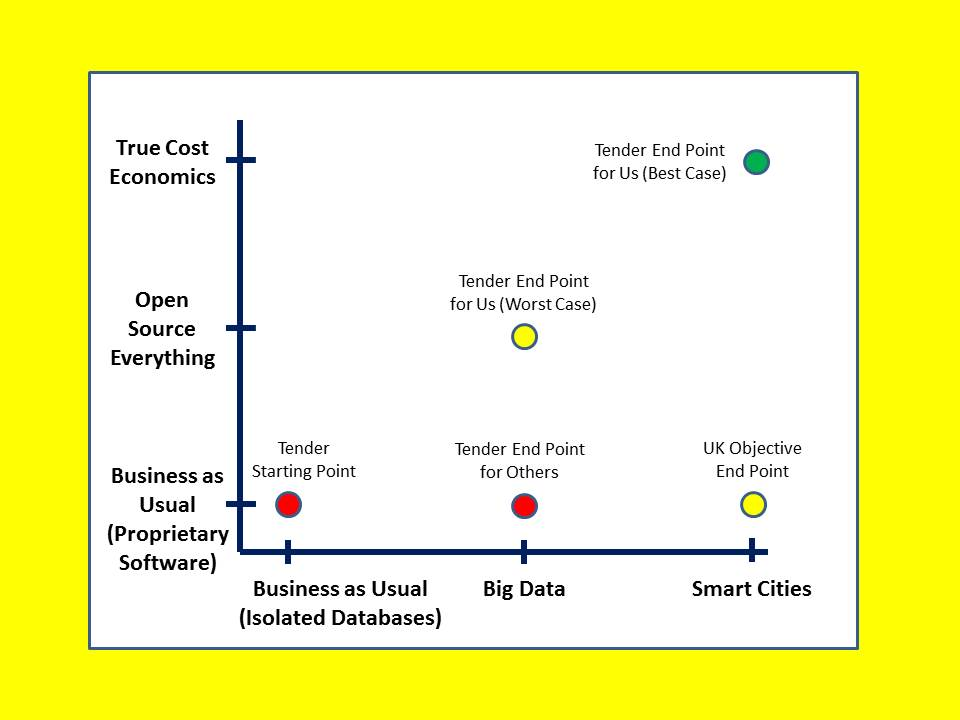 True Cost
Economics
Tender End Point
for Us (Best Case)
Open
Source
Everything
Tender End Point
for Us (Worst Case)
Business as
Usual
(Proprietary
Software)
Tender
Starting Point
Tender End Point
for Others
UK Objective
End Point
Business as Usual
(Isolated Databases)
Big Data
Smart Cities